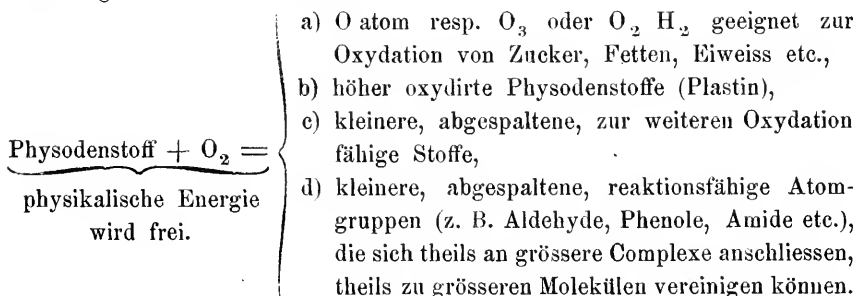 Physodenstoff + O₂ =
physikalische Energie
wird frei.
a) O atom resp. O₃ oder O₂ H₂ geeignet zur
Oxydation von Zucker, Fetten, Eiweiss etc.,
b) höher oxydirte Physodenstoffe (Plastin),
c) kleinere, abgespaltene, zur weiteren Oxydation
fähige Stoffe,
d) kleinere, abgespaltene, reaktionsfähige Atom-
gruppen (z. B. Aldehyde, Phenole, Amide etc.),
die sich theils an grössere Complexe anschliessen,
theils zu grösseren Molekülen vereinigen können.